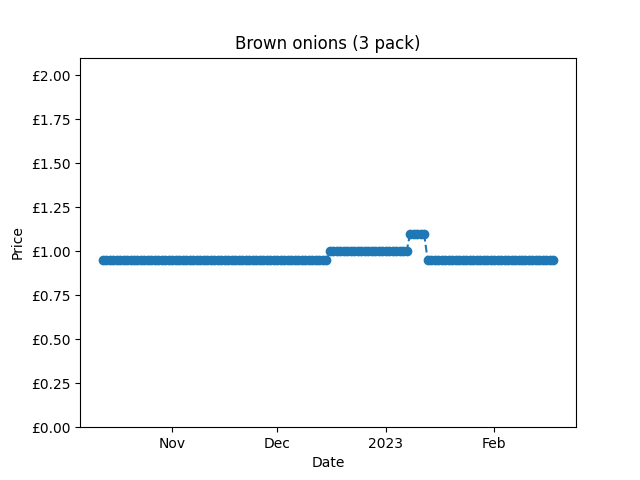 Brown onions (3 pack)
£2.00
£1.75
£1.50
£1.25
£1.00
£0.75
£0.50
£0.25
£0.00
Price
Nov Dec 2023 Feb
Date